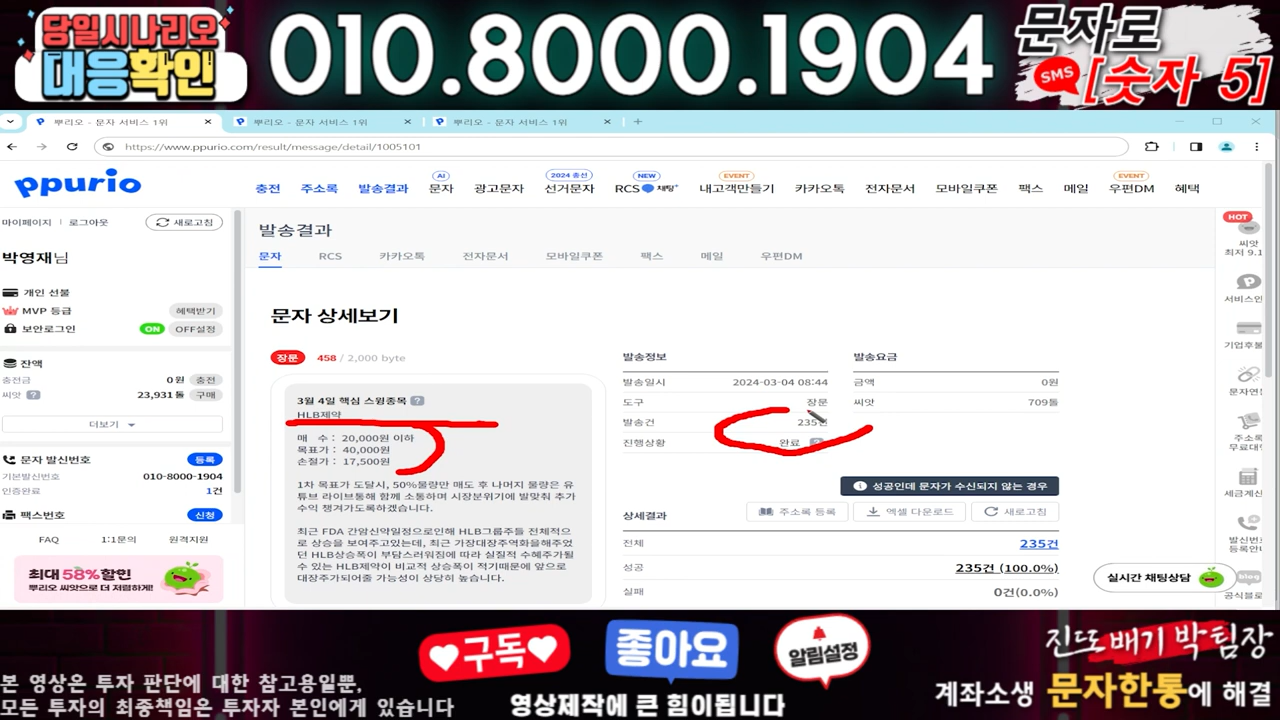 당일시나리오
대응확인
010.8000.1904
문자로
SMS
[숫자 5]
뿌리오 - 문자 서비스 1위
뿌리오 - 문자 서비스 1위
뿌리오 - 문자 서비스 1위
https://www.ppurio.com/result/message/detail/1005101
ppurio
충전
주소록
발송결과
AI
문자
광고문자
2024 총선
선거문자
NEW
RCS 채팅+
EVENT
내고객만들기
카카오톡
전자문서
모바일쿠폰
팩스
메일
EVENT
우편DM
혜택
마이페이지 | 로그아웃
새로고침
박영재님
개인 선불
MVP 등급
혜택받기
보안로그인
ON
OFF설정
잔액
충전금
0 원
충전
씨앗 ?
23,931 톨
구매
더보기
문자 발신번호
등록
기본발신번호
010-8000-1904
인증완료
1건
팩스번호
신청
FAQ
1:1문의
원격지원
최대 58%할인
뿌리오 씨앗으로 더 저렴하게!
발송결과
문자
RCS
카카오톡
전자문서
모바일쿠폰
팩스
메일
우편DM
문자 상세보기
장문
458 / 2,000 byte
3월 4일 핵심 스윙종목 ?
HLB제약
매 수 : 20,000원 이하
목표가 : 40,000원
손절가 : 17,500원
1차 목표가 도달시, 50%물량만 매도 후 나머지 물량은 유
튜브 라이브통해 함께 소통하며 시장분위기에 발맞춰 추가
수익 챙겨가도록하겠습니다.
최근 FDA 간암신약일정으로인해 HLB그룹주들 전체적으
로 상승을 보여주고있는데, 최근 가장대장주역화을해주었
던 HLB상승폭이 부담스러워짐에 따라 실질적 수혜주가될
수 있는 HLB제약이 비교적 상승폭이 적기때문에 앞으로
대장주가되어줄 가능성이 상당히 높습니다.
발송정보
발송일시
2024-03-04 08:44
도구
장문
발송건
235건
진행상황
완료 ?
발송요금
금액
0원
씨앗
709톨
성공인데 문자가 수신되지 않는 경우
상세결과
주소록 등록
엑셀 다운로드
새로고침
전체
235건
성공
235건 (100.0%)
실패
0건(0.0%)
HOT
씨앗
최저 9.1
서비스안
기업후불
문자연동
주소록
무료대행
세금계산
발신번호
등록안내
blog
공식블로
실시간 채팅상담
구독
좋아요
알림설정
영상제작에 큰 힘이됩니다
본 영상은 투자 판단에 대한 참고용일뿐,
모든 투자의 최종책임은 투자자 본인에게 있습니다
진또배기 박팀장
계좌소생 문자한통에 해결